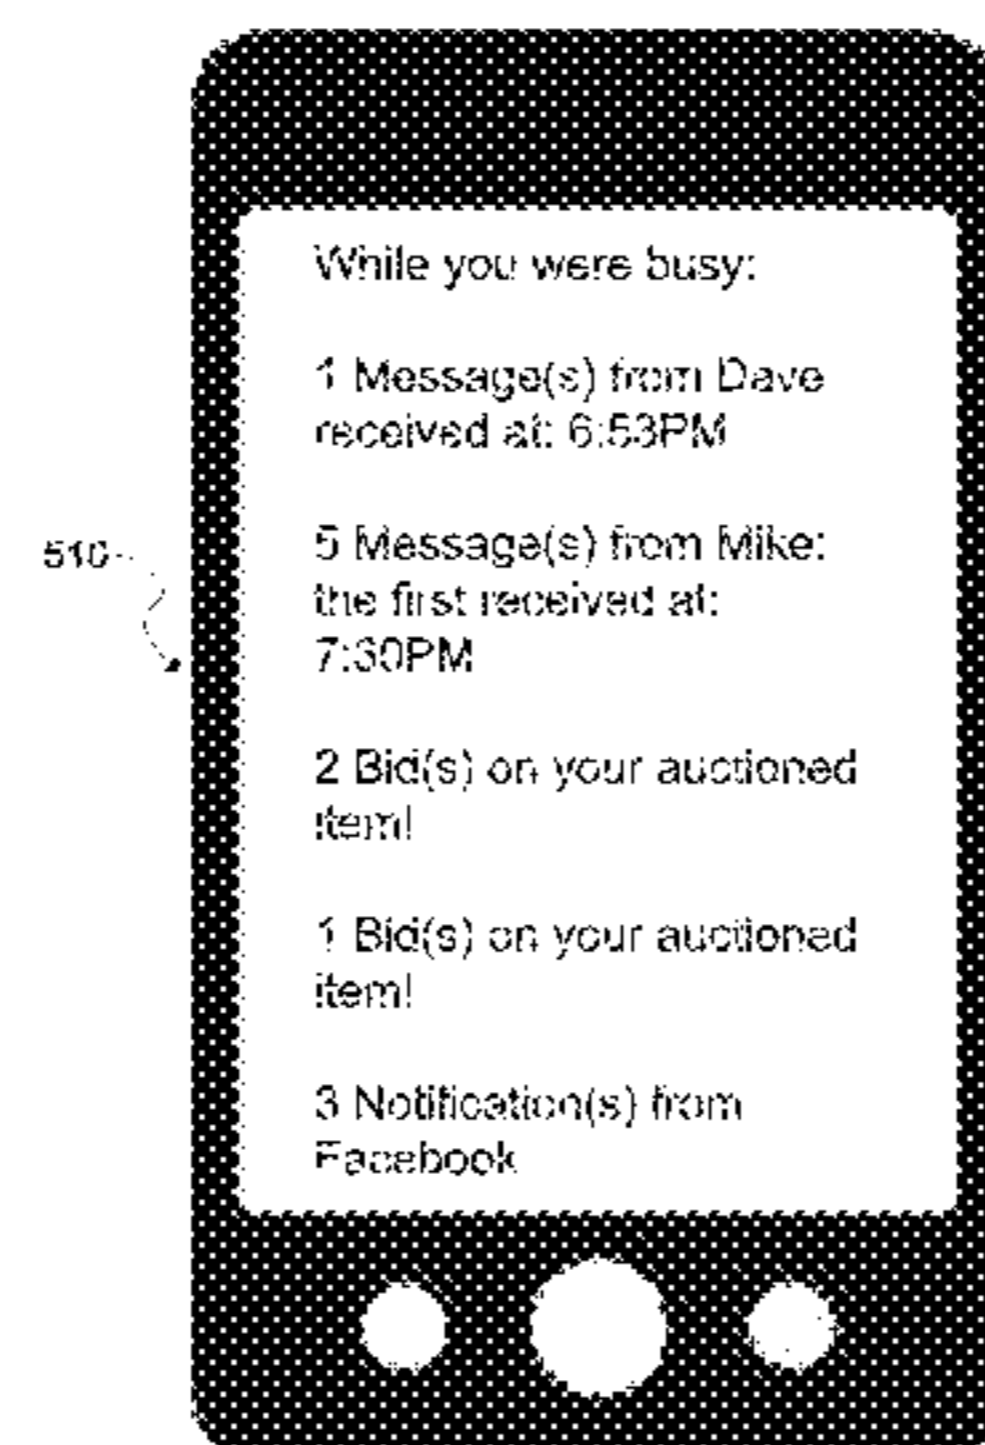 While you were busy:
1 Message(s) from Dave
received at: 6:53PM
510
5 Message(s) from Mike:
the first received at:
7:30PM
2 Bid(s) on your auctioned
item!
1 Bid(s) on your auctioned
item!
3 Notification(s) from
Facebook